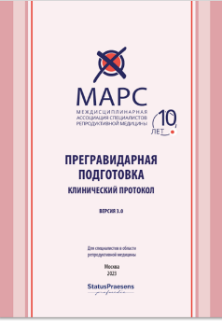 МАРС
МЕЖДИСЦИПЛИНАРНАЯ
АССОЦИАЦИЯ СПЕЦИАЛИСТОВ
РЕПРОДУКТИВНОЙ МЕДИЦИНЫ
10
ЛЕТ
ПРЕГРАВИДАРНАЯ
ПОДГОТОВКА
КЛИНИЧЕСКИЙ ПРОТОКОЛ
ВЕРСИЯ 3.0
Для специалистов в области
репродуктивной медицины
Москва
2023
StatusPraesens
profmedia